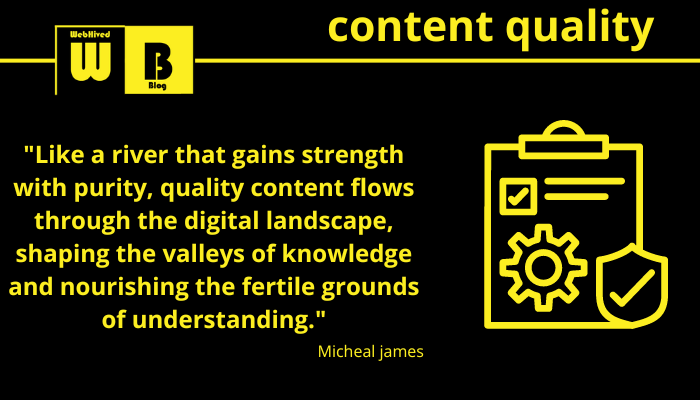 content quality
WebHived
W
B
Blog
"Like a river that gains strength
with purity, quality content flows
through the digital landscape,
shaping the valleys of knowledge
and nourishing the fertile grounds
of understanding."
Micheal james